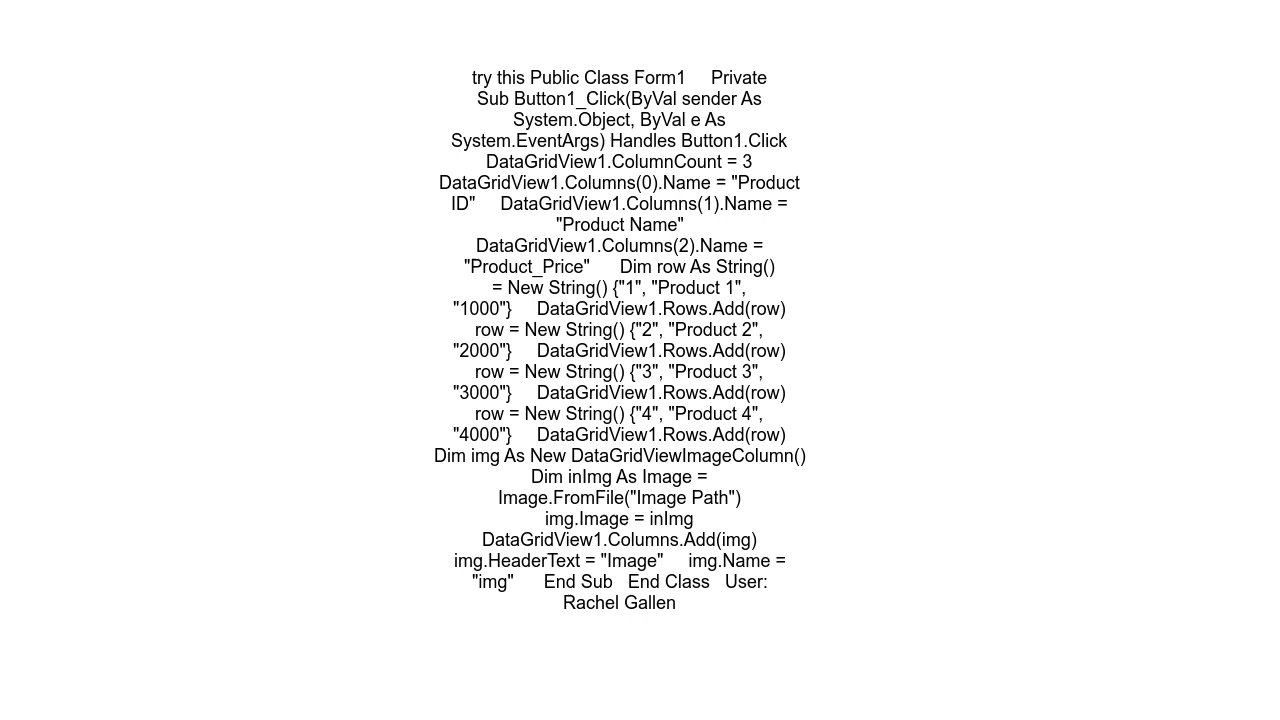 try this Public Class Form1     Private
Sub Button1_Click(ByVal sender As
System.Object, ByVal e As
System.EventArgs) Handles Button1.Click
DataGridView1.ColumnCount = 3
DataGridView1.Columns(0).Name = "Product
ID"     DataGridView1.Columns(1).Name =
"Product Name"
DataGridView1.Columns(2).Name =
"Product_Price"      Dim row As String()
= New String() {"1", "Product 1",
"1000"}     DataGridView1.Rows.Add(row)
row = New String() {"2", "Product 2",
"2000"}     DataGridView1.Rows.Add(row)
row = New String() {"3", "Product 3",
"3000"}     DataGridView1.Rows.Add(row)
row = New String() {"4", "Product 4",
"4000"}     DataGridView1.Rows.Add(row)
Dim img As New DataGridViewImageColumn()
Dim inImg As Image =
Image.FromFile("Image Path")
img.Image = inImg
DataGridView1.Columns.Add(img)
img.HeaderText = "Image"     img.Name =
"img"      End Sub   End Class   User:
Rachel Gallen